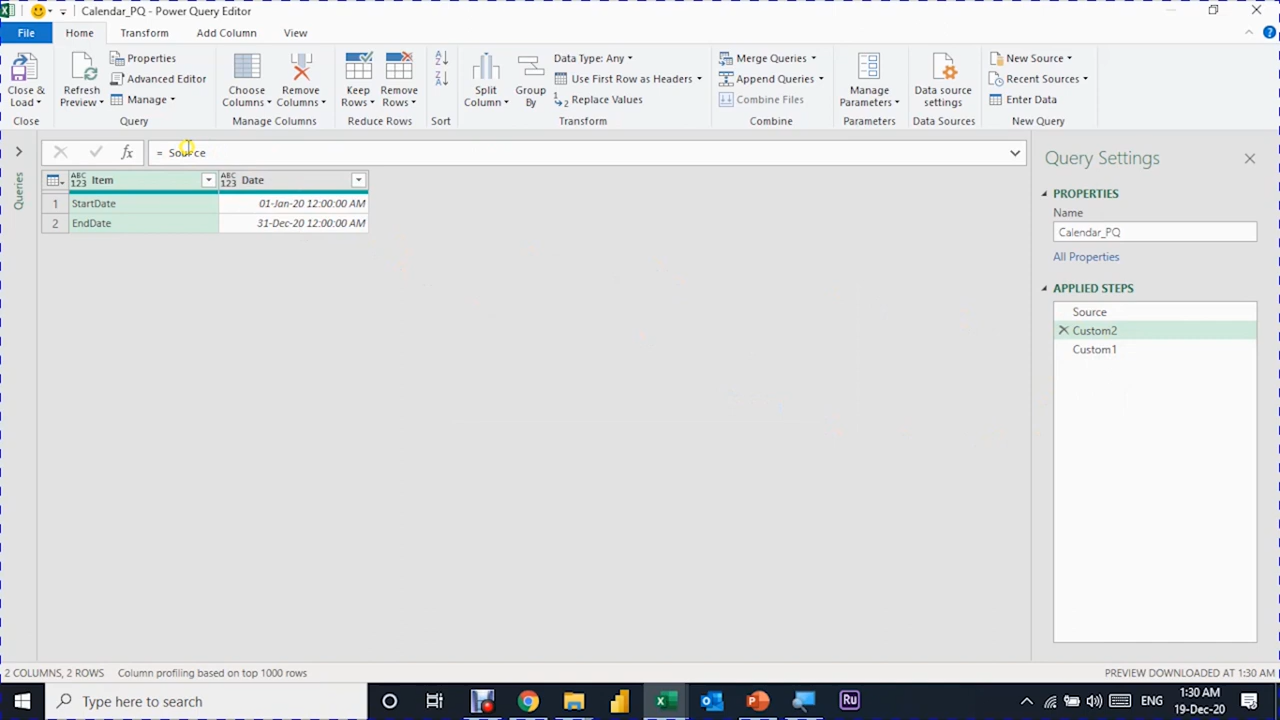 Calendar_PQ - Power Query Editor
File
Home
Transform
Add Column
View
Close &
Load
Close
Refresh
Preview
Properties
Advanced Editor
Manage
Query
Choose
Columns
Remove
Columns
Manage Columns
Keep
Rows
Remove
Rows
Reduce Rows
Sort
Split
Column
Group
By
Data Type: Any
Use First Row as Headers
Replace Values
Transform
Merge Queries
Append Queries
Combine Files
Combine
Manage
Parameters
Parameters
Data source
settings
Data Sources
New Source
Recent Sources
Enter Data
New Query
Queries
fx
= Source
ABC
123
Item
ABC
123
Date
1 StartDate 01-Jan-20 12:00:00 AM
2 EndDate 31-Dec-20 12:00:00 AM
Query Settings
PROPERTIES
Name
Calendar_PQ
All Properties
APPLIED STEPS
Source
Custom2
Custom1
2 COLUMNS, 2 ROWS
Column profiling based on top 1000 rows
PREVIEW DOWNLOADED AT 1:30 AM
Type here to search
Ru
ENG
1:30 AM
19-Dec-20